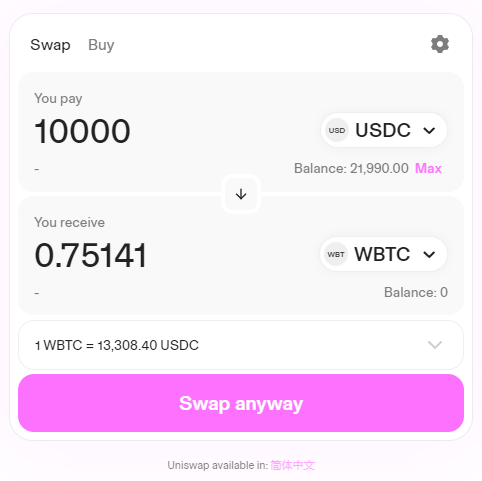 Swap Buy
You pay
10000
USD USDC
-
Balance: 21,990.00 Max
You receive
0.75141
WBT WBTC
-
Balance: 0
1 WBTC = 13,308.40 USDC
Swap anyway
Uniswap available in: 简体中文